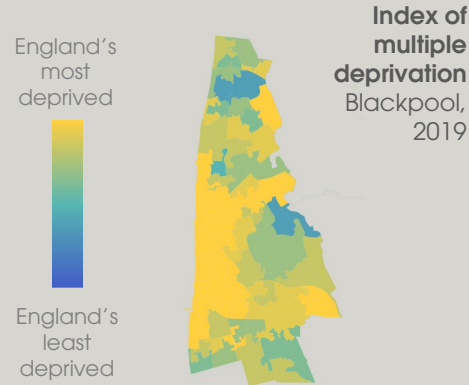 Index of
multiple
deprivation
Blackpool,
2019
England's
most
deprived
England's
least
deprived